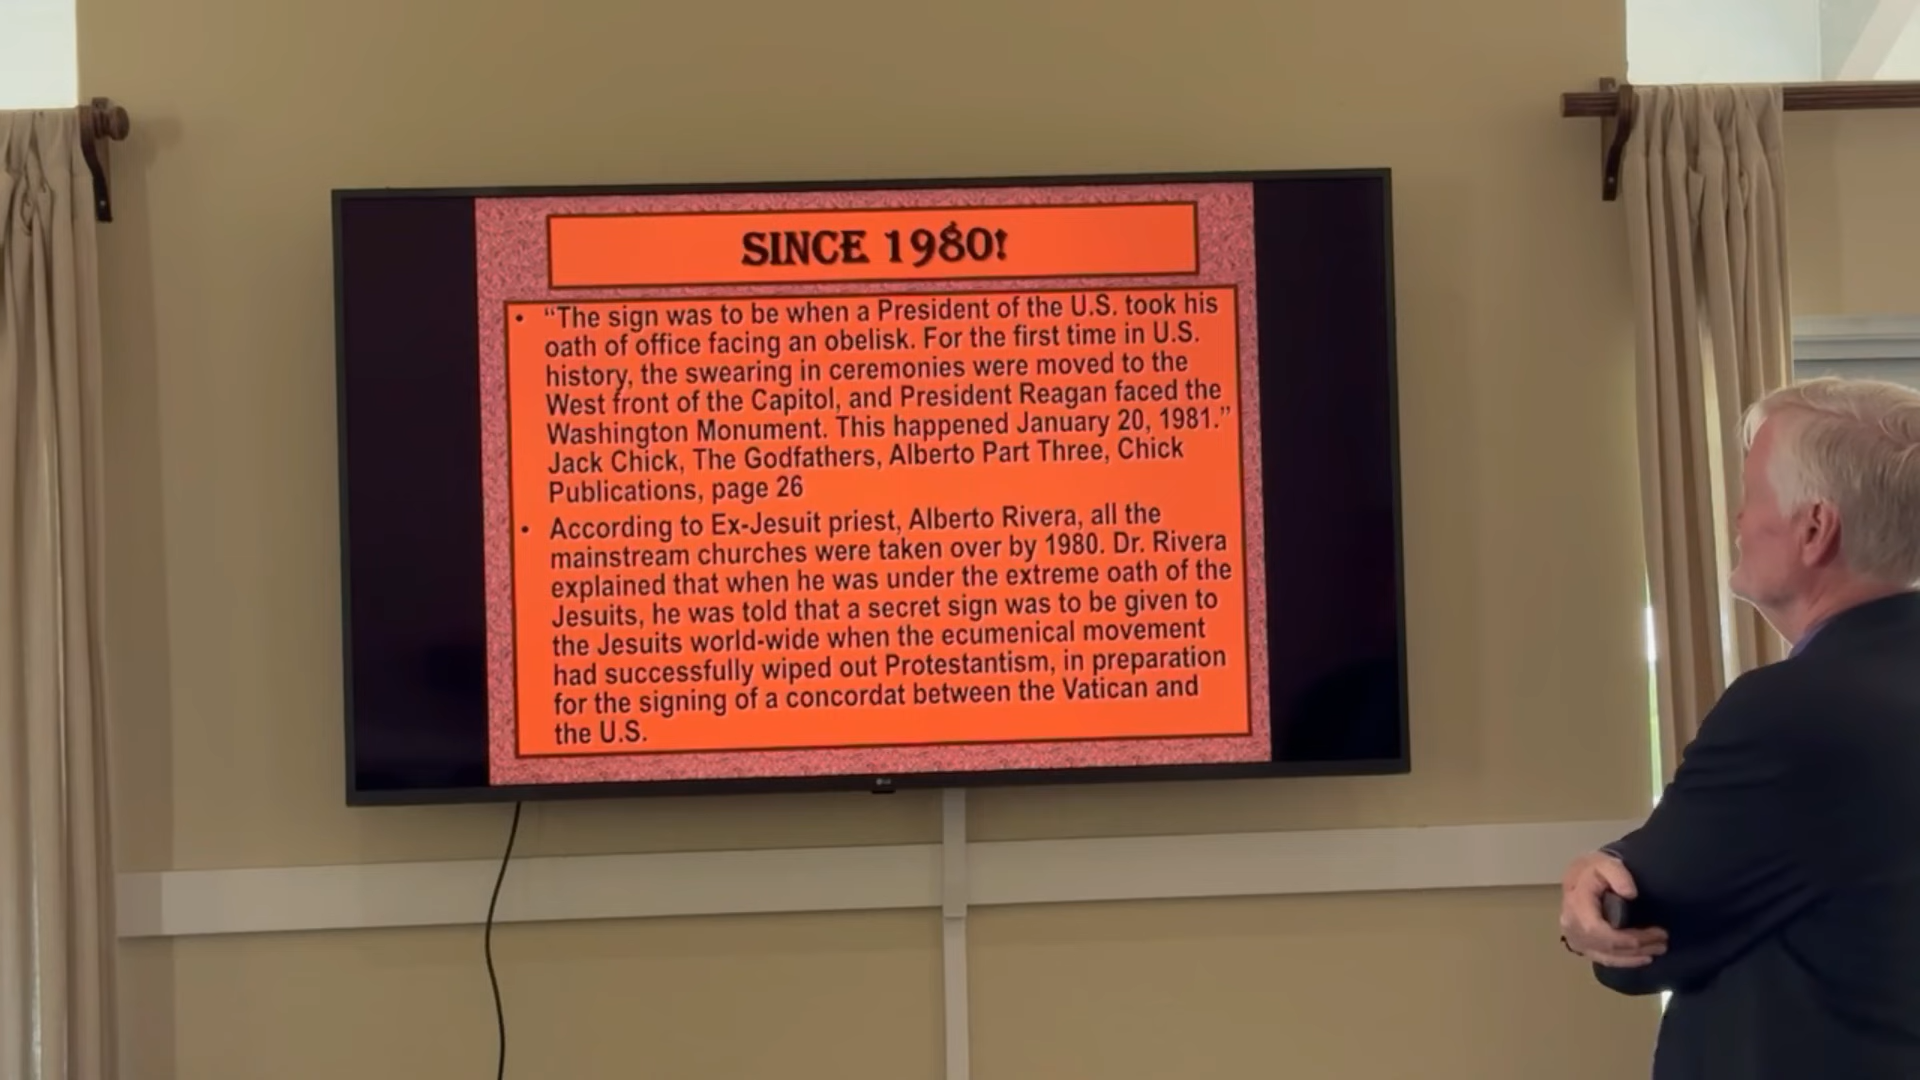 SINCE 1980!
• “The sign was to be when a President of the U.S. took his
oath of office facing an obelisk. For the first time in U.S.
history, the swearing in ceremonies were moved to the
West front of the Capitol, and President Reagan faced the
Washington Monument. This happened January 20, 1981.”
Jack Chick, The Godfathers, Alberto Part Three, Chick
Publications, page 26
• According to Ex-Jesuit priest, Alberto Rivera, all the
mainstream churches were taken over by 1980. Dr. Rivera
explained that when he was under the extreme oath of the
Jesuits, he was told that a secret sign was to be given to
the Jesuits world-wide when the ecumenical movement
had successfully wiped out Protestantism, in preparation
for the signing of a concordat between the Vatican and
the U.S.
LG